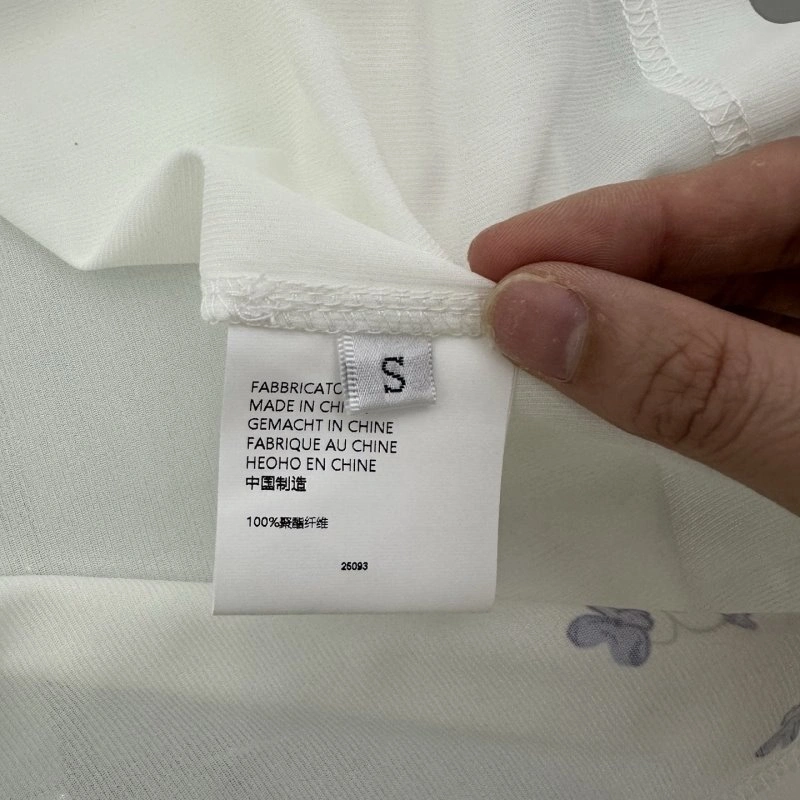 S
FABBRICATO
MADE IN CHI
GEMACHT IN CHINE
FABRIQUE AU CHINE
HEOHO EN CHINE
中国制造
100%聚酯纤维
25093